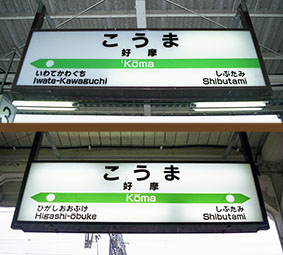 こうま
好摩
Kōma
いわてかわぐち
Iwate-Kawaguchi
しぶたみ
Shibutami
こうま
好摩
Kōma
ひがしおおぶけ
Higashi-ōbuke
しぶたみ
Shibutami